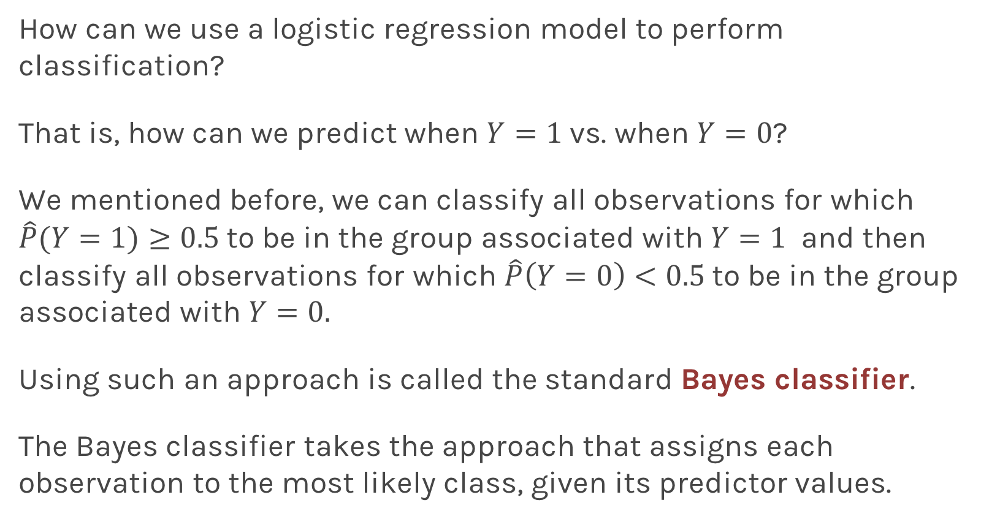 How can we use a logistic regression model to perform
classification?
That is, how can we predict when Y = 1 vs. when Y = 0?
We mentioned before, we can classify all observations for which
P̂(Y = 1) ≥ 0.5 to be in the group associated with Y = 1 and then
classify all observations for which P̂(Y = 0) < 0.5 to be in the group
associated with Y = 0.
Using such an approach is called the standard Bayes classifier.
The Bayes classifier takes the approach that assigns each
observation to the most likely class, given its predictor values.